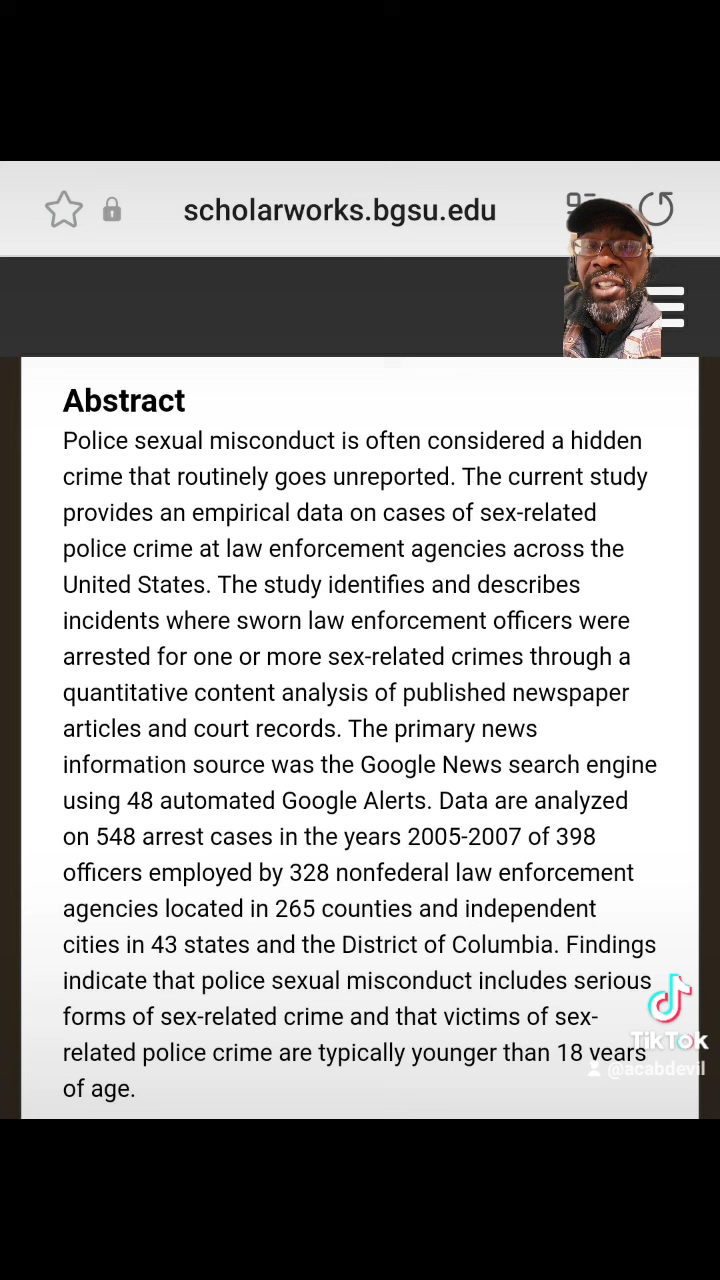 scholarworks.bgsu.edu
Abstract
Police sexual misconduct is often considered a hidden
crime that routinely goes unreported. The current study
provides an empirical data on cases of sex-related
police crime at law enforcement agencies across the
United States. The study identifies and describes
incidents where sworn law enforcement officers were
arrested for one or more sex-related crimes through a
quantitative content analysis of published newspaper
articles and court records. The primary news
information source was the Google News search engine
using 48 automated Google Alerts. Data are analyzed
on 548 arrest cases in the years 2005-2007 of 398
officers employed by 328 nonfederal law enforcement
agencies located in 265 counties and independent
cities in 43 states and the District of Columbia. Findings
indicate that police sexual misconduct includes serious
forms of sex-related crime and that victims of sex-
related police crime are typically younger than 18 years
of age.
TikTok
@acabdevil